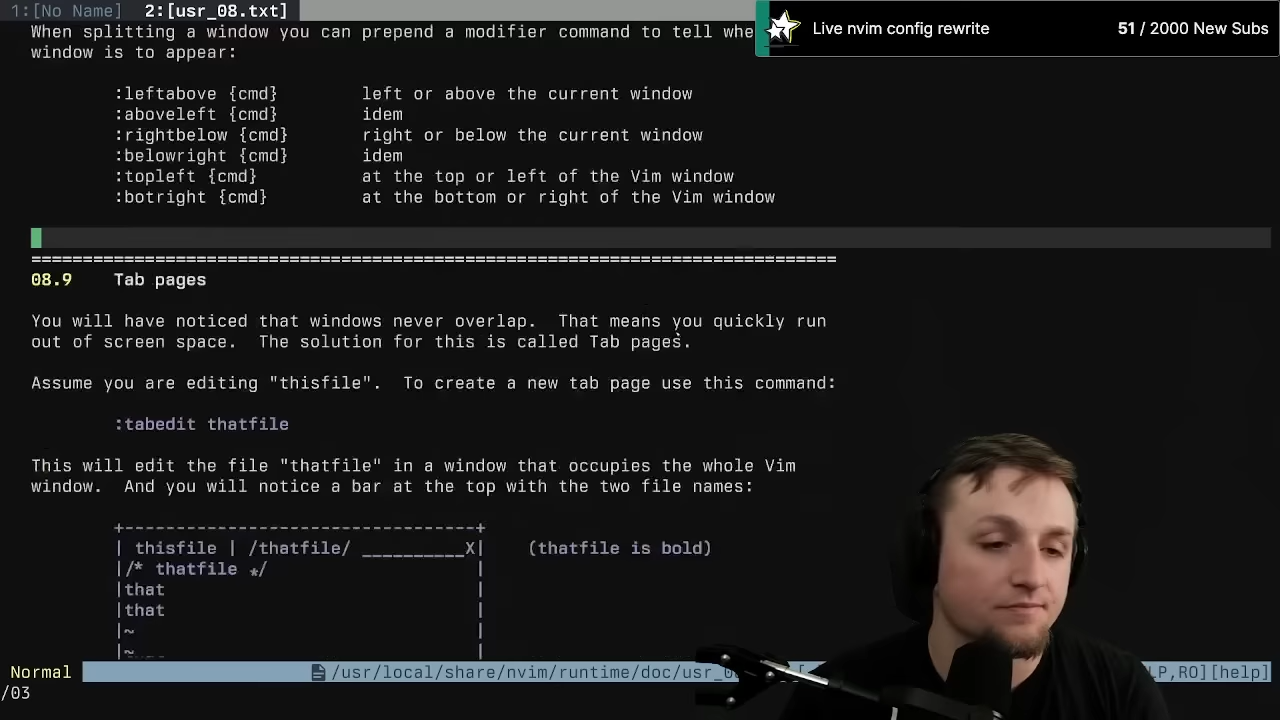 1:[No Name]  2:[usr_08.txt]
Live nvim config rewrite  51 / 2000 New Subs
When splitting a window you can prepend a modifier command to tell
window is to appear:
:leftabove {cmd}  left or above the current window
:aboveleft {cmd}  idem
:rightbelow {cmd}  right or below the current window
:belowright {cmd}  idem
:topleft {cmd}  at the top or left of the Vim window
:botright {cmd}  at the bottom or right of the Vim window
==============================================================================
08.9  Tab pages
You will have noticed that windows never overlap.  That means you quickly run
out of screen space.  The solution for this is called Tab pages.
Assume you are editing "thisfile".  To create a new tab page use this command:
:tabedit thatfile
This will edit the file "thatfile" in a window that occupies the whole Vim
window.  And you will notice a bar at the top with the two file names:
+----------------------------------+
| thisfile | /thatfile/ __________X|    (thatfile is bold)
|/* thatfile */                    |
|that                              |
|that                              |
|~                                 |
|~                                 |
Normal  /usr/local/share/nvim/runtime/doc/usr_0 LP,RO][help]
/03